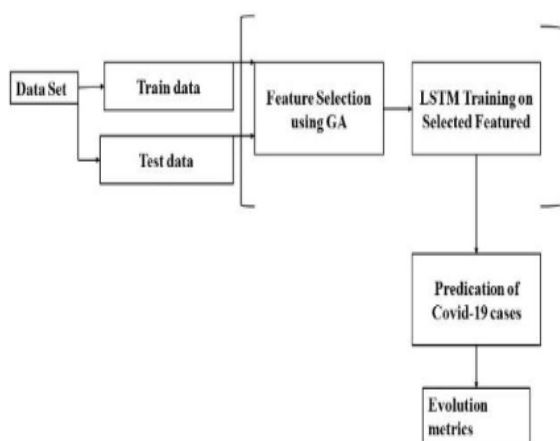 Data Set
Train data
Test data
Feature Selection
using GA
LSTM Training on
Selected Featured
Predication of
Covid-19 cases
Evolution
metrics